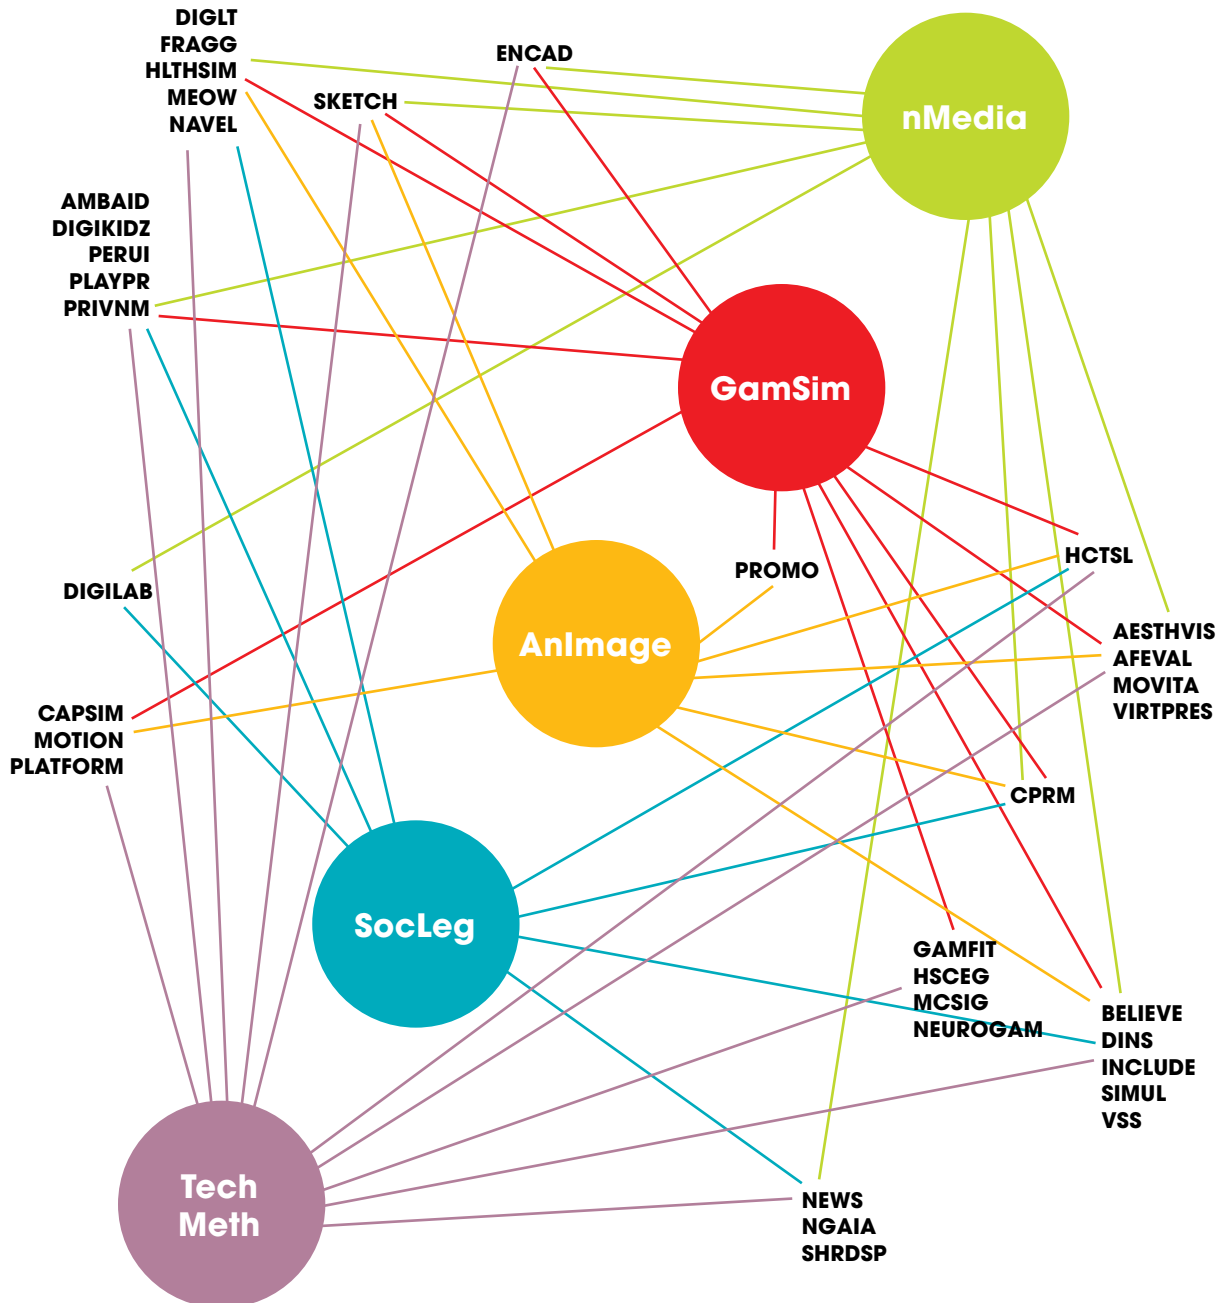 DIGLT
FRAGG
HLTHSIM
MEOW
NAVEL
SKETCH
ENCAD
nMedia
AMBAID
DIGIKIDZ
PERUI
PLAYPR
PRIVNM
GamSim
DIGILAB
PROMO
HCTSL
AnImage
AESTHVIS
AFEVAL
MOVITA
VIRTPRES
CAPSIM
MOTION
PLATFORM
CPRM
SocLeg
GAMFIT
HSCEG
MCSIG
NEUROGAM
BELIEVE
DINS
INCLUDE
SIMUL
VSS
Tech
Meth
NEWS
NGAIA
SHRDSP